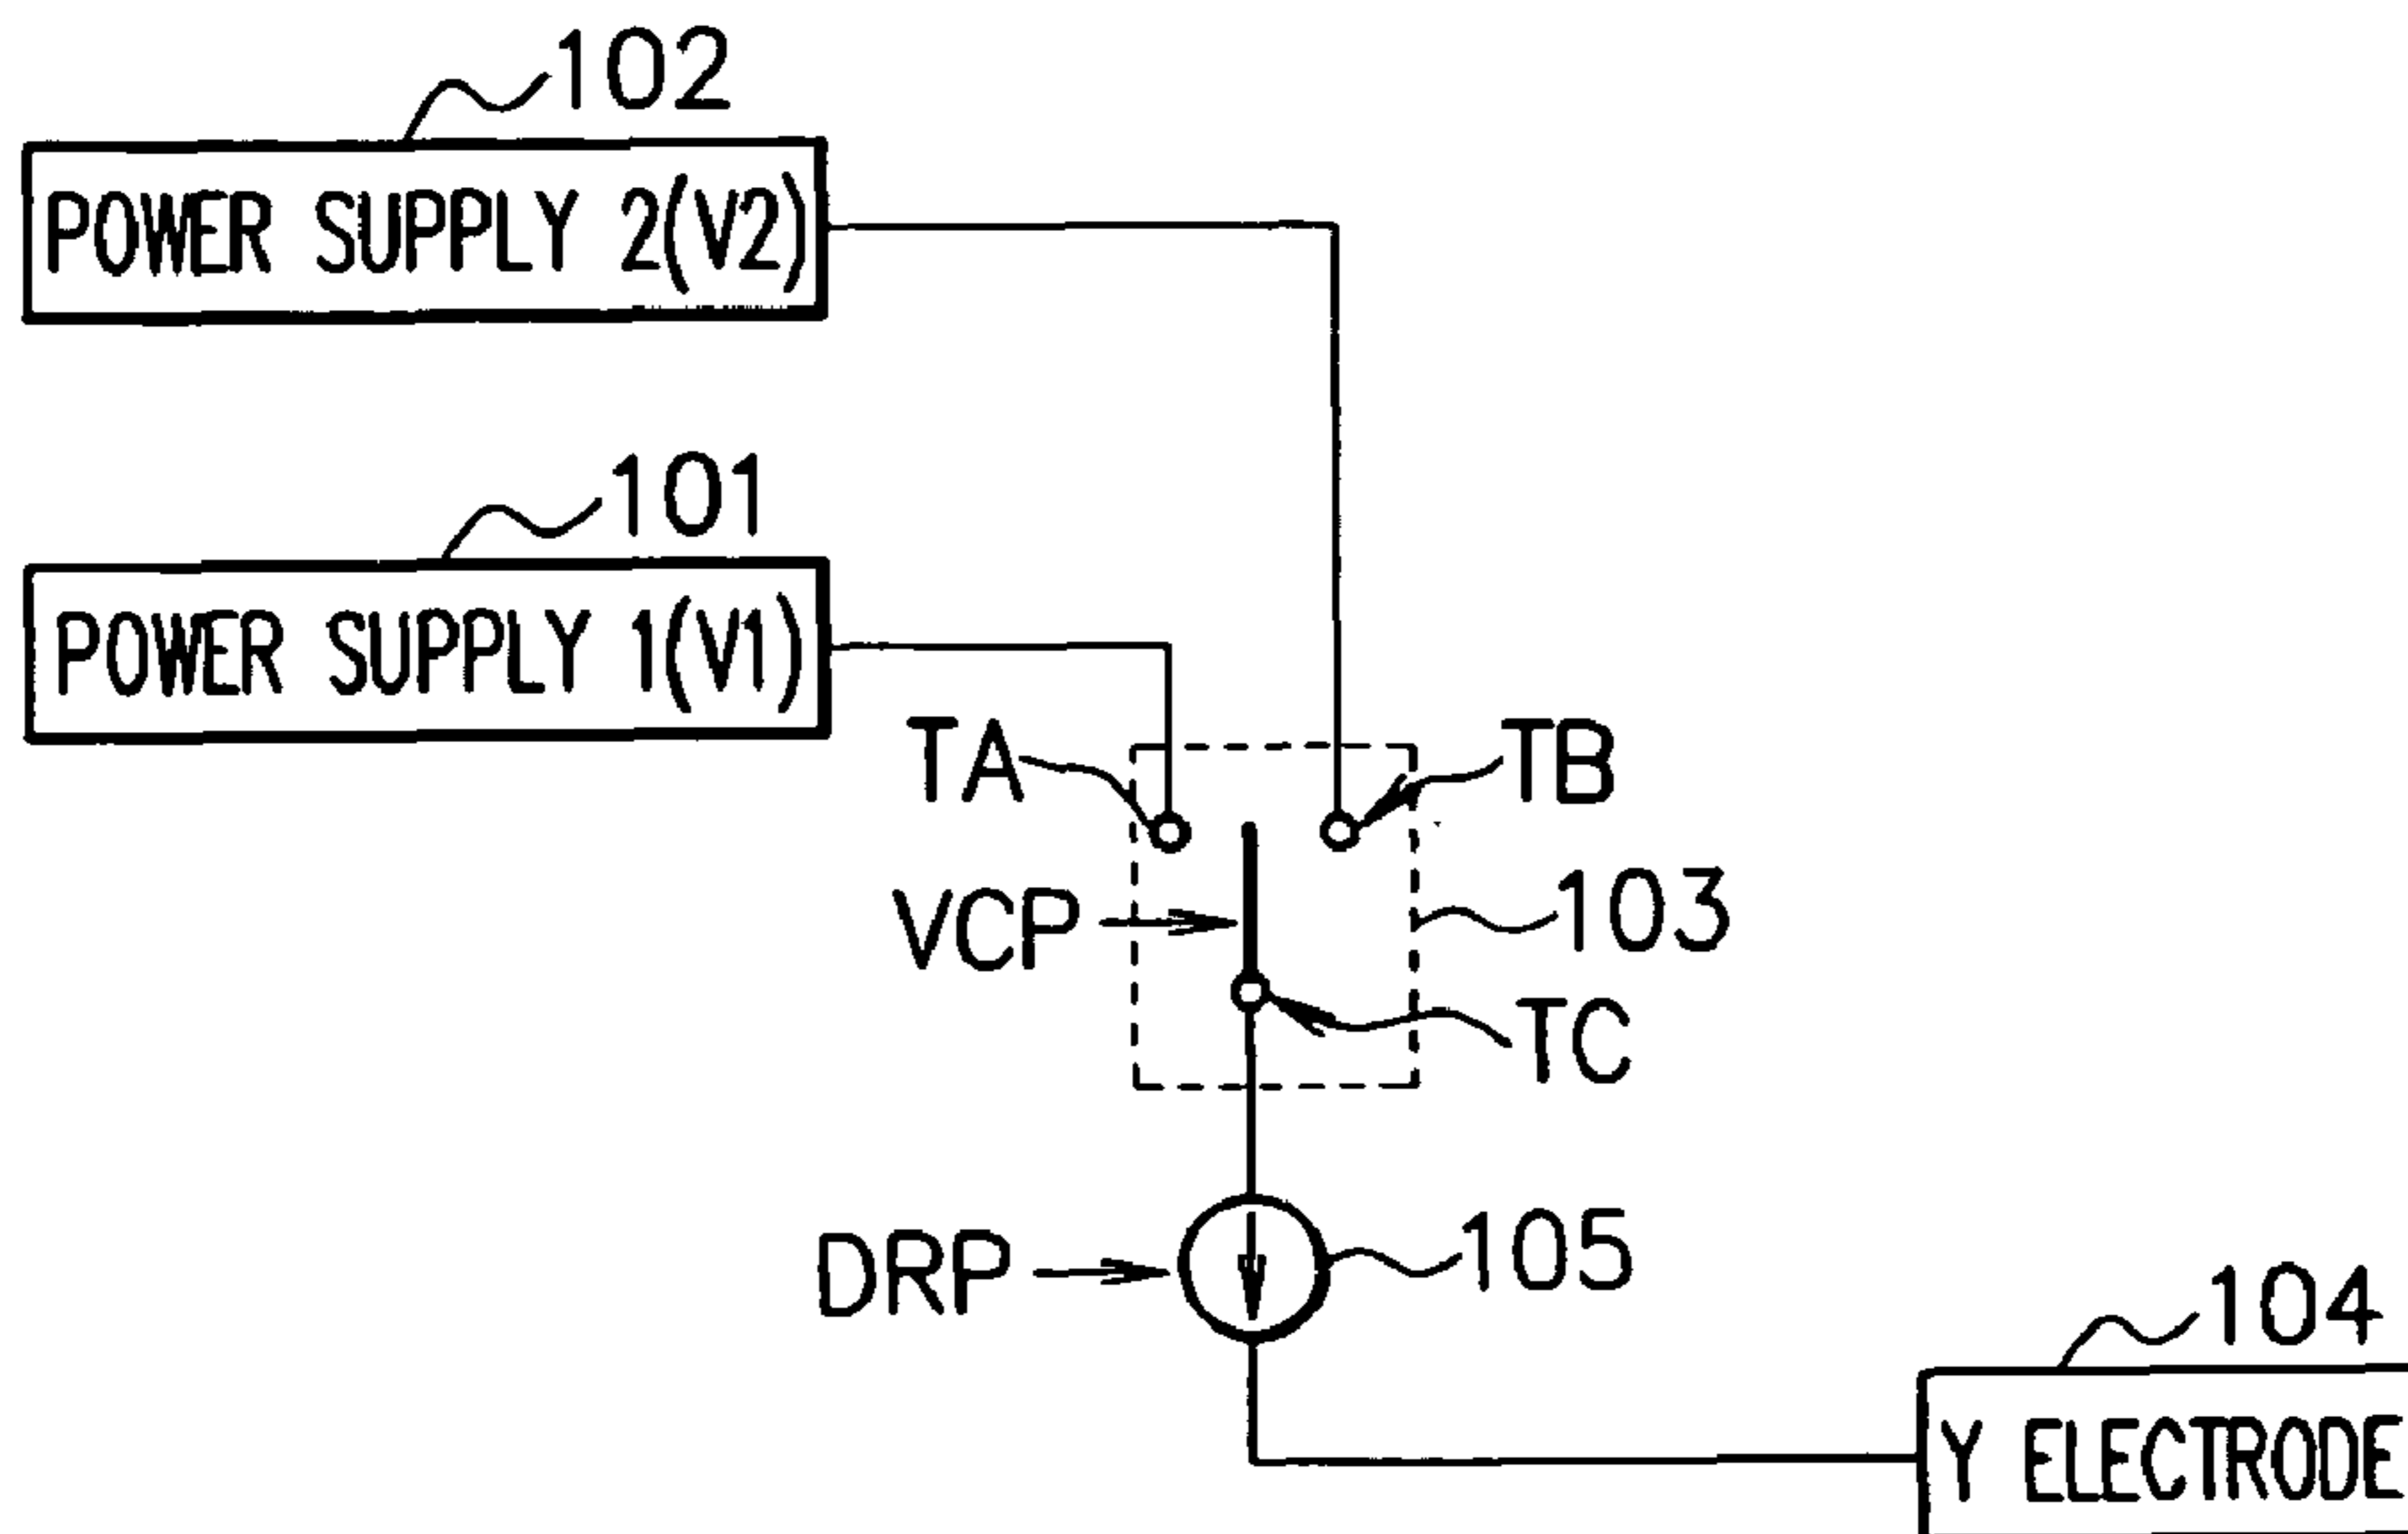 102
POWER SUPPLY 2(V2)
101
POWER SUPPLY 1(V1)
TA
TB
VCP
103
TC
DRP
105
104
Y ELECTRODE